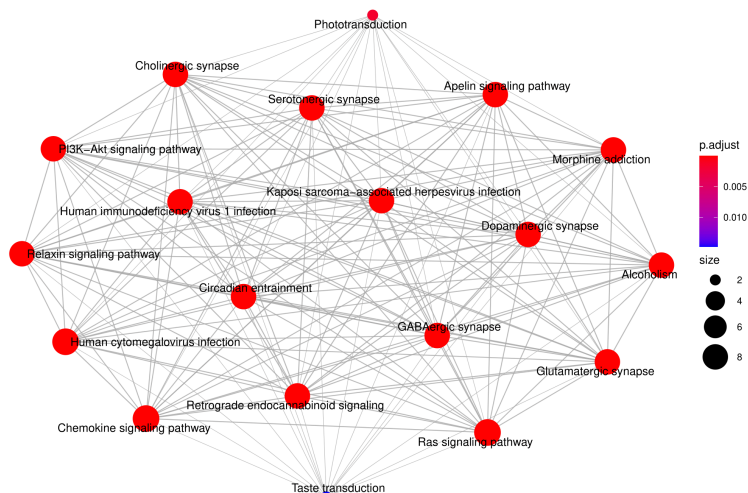 Phototransduction
Cholinergic synapse
Apelin signaling pathway
Serotonergic synapse
PI3K−Akt signaling pathway
Morphine addiction
Kaposi sarcoma−associated herpesvirus infection
Human immunodeficiency virus 1 infection
Dopaminergic synapse
Relaxin signaling pathway
Alcoholism
Circadian entrainment
GABAergic synapse
Human cytomegalovirus infection
Glutamatergic synapse
Retrograde endocannabinoid signaling
Chemokine signaling pathway
Ras signaling pathway
Taste transduction
p.adjust
0.005
0.010
size
2
4
6
8